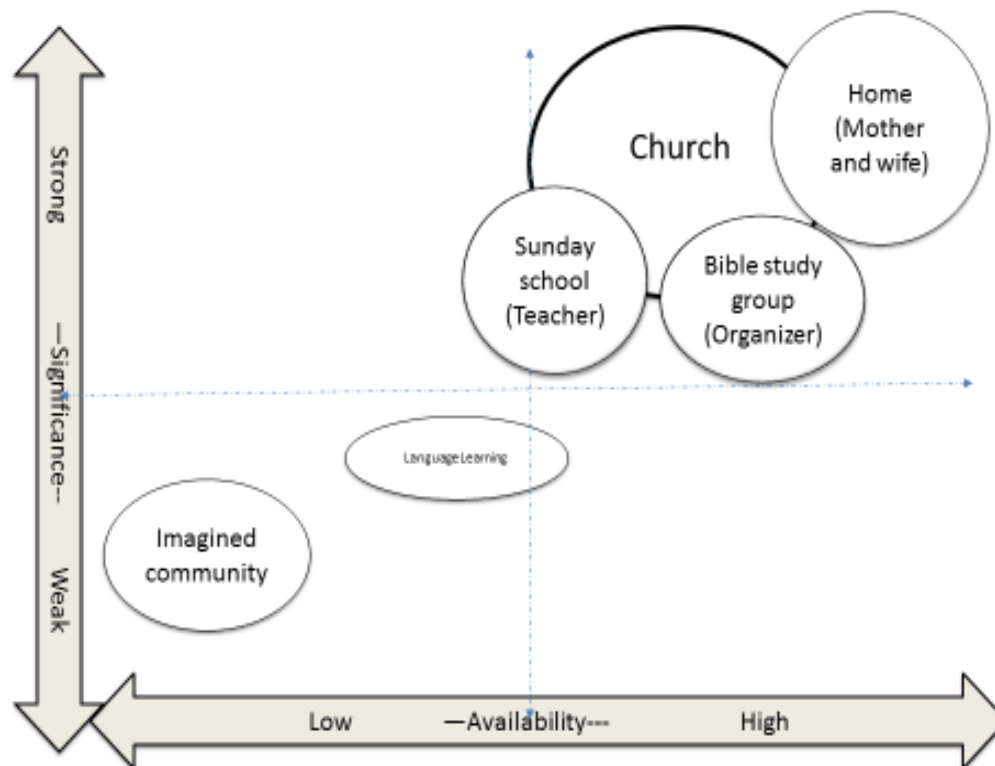 Strong
—Significance--
Weak
Church
Home
(Mother
and wife)
Sunday
school
(Teacher)
Bible study
group
(Organizer)
Language Learning
Imagined
community
Low
—Availability---
High